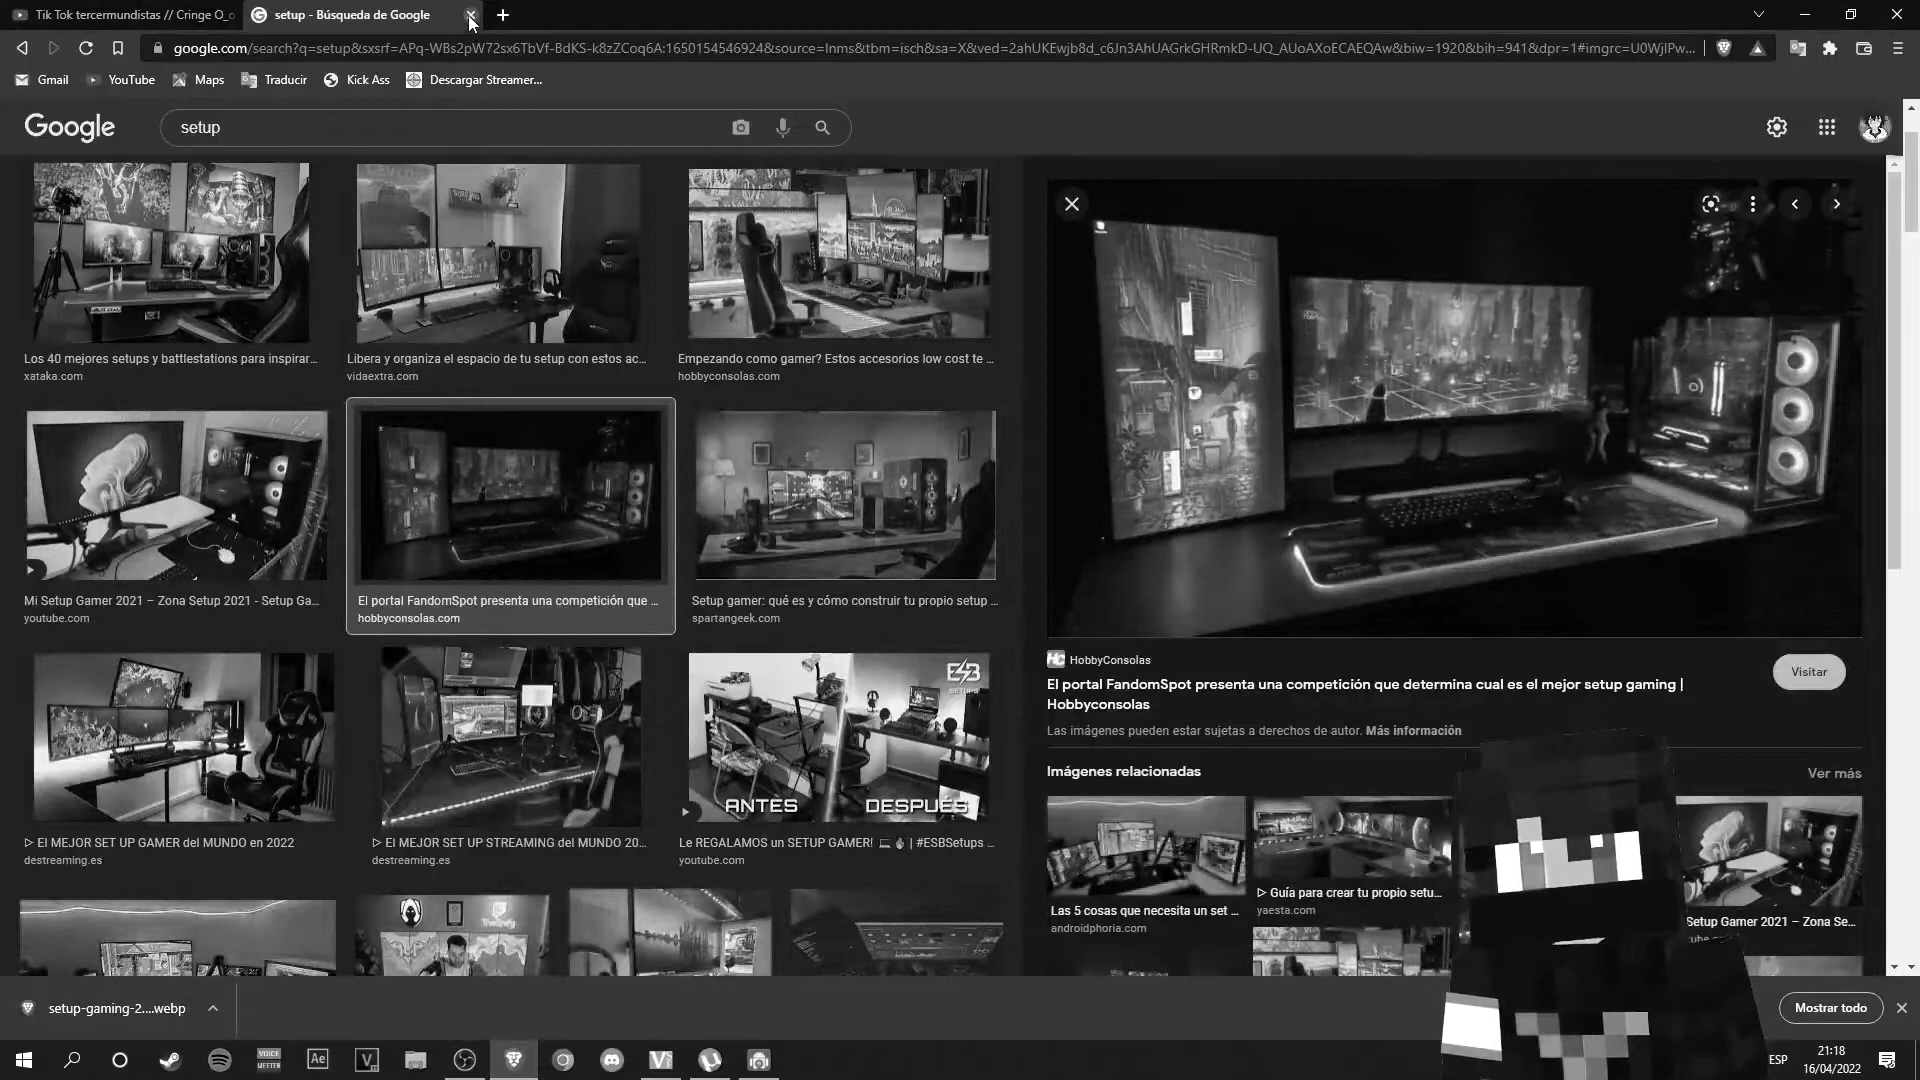 Tik Tok tercermundistas // Cringe O_o
setup - Búsqueda de Google
google.com/search?q=setup&sxsrf=APq-WBs2pW72sx6TbVf-BdKS-k8zZCoq6A:1650154546924&source=lnms&tbm=isch&sa=X&ved=2ahUKEwjb8d_c6Jn3AhUAGrkGHRmkD-UQ_AUoAXoECAEQAw&biw=1920&bih=941&dpr=1#imgrc=U0WjlPw...
Gmail YouTube Maps Traducir Kick Ass Descargar Streamer...
Google
setup
Los 40 mejores setups y battlestations para inspirar...
xataka.com
Libera y organiza el espacio de tu setup con estos ac...
vidaextra.com
Empezando como gamer? Estos accesorios low cost te ...
hobbyconsolas.com
Mi Setup Gamer 2021 – Zona Setup 2021 - Setup Ga...
youtube.com
El portal FandomSpot presenta una competición que ...
hobbyconsolas.com
Setup gamer: qué es y cómo construir tu propio setup ...
spartangeek.com
ESB
SETUPS
ANTES DESPUÉS
▷ El MEJOR SET UP GAMER del MUNDO en 2022
destreaming.es
▷ El MEJOR SET UP STREAMING del MUNDO 20...
destreaming.es
Le REGALAMOS un SETUP GAMER! 💻🔥 | #ESBSetups ...
youtube.com
HC HobbyConsolas
Visitar
El portal FandomSpot presenta una competición que determina cual es el mejor setup gaming |
Hobbyconsolas
Las imágenes pueden estar sujetas a derechos de autor. Más información
Imágenes relacionadas
Ver más
Las 5 cosas que necesita un set ...
androidphoria.com
▷ Guía para crear tu propio setu...
yaesta.com
Setup Gamer 2021 – Zona Se...
setup-gaming-2....webp
Mostrar todo
VOICE
MEETER
Ae
ESP
21:18
16/04/2022